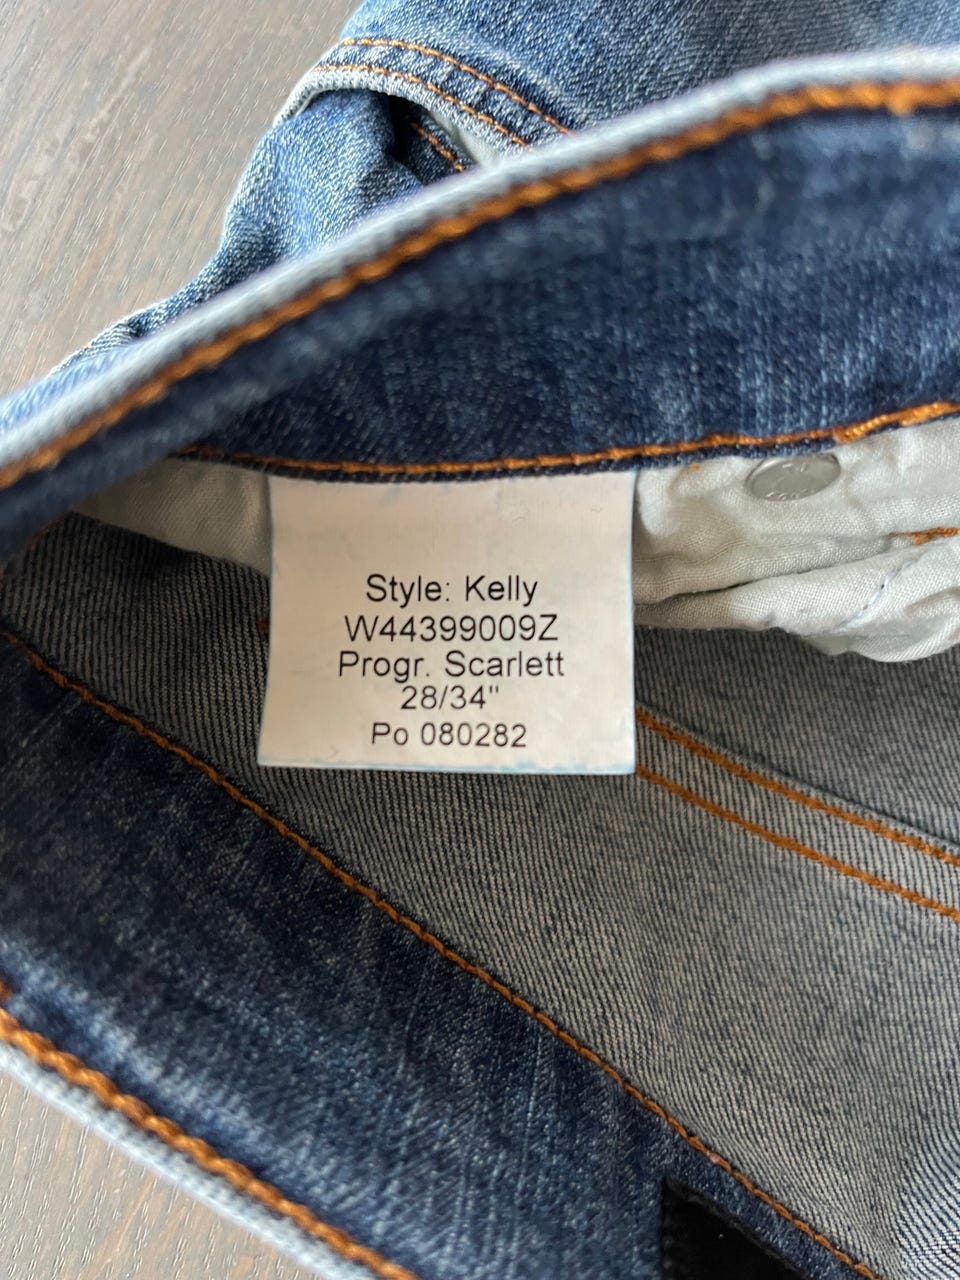 Style: Kelly
W44399009Z
Progr. Scarlett
28/34"
Po 080282